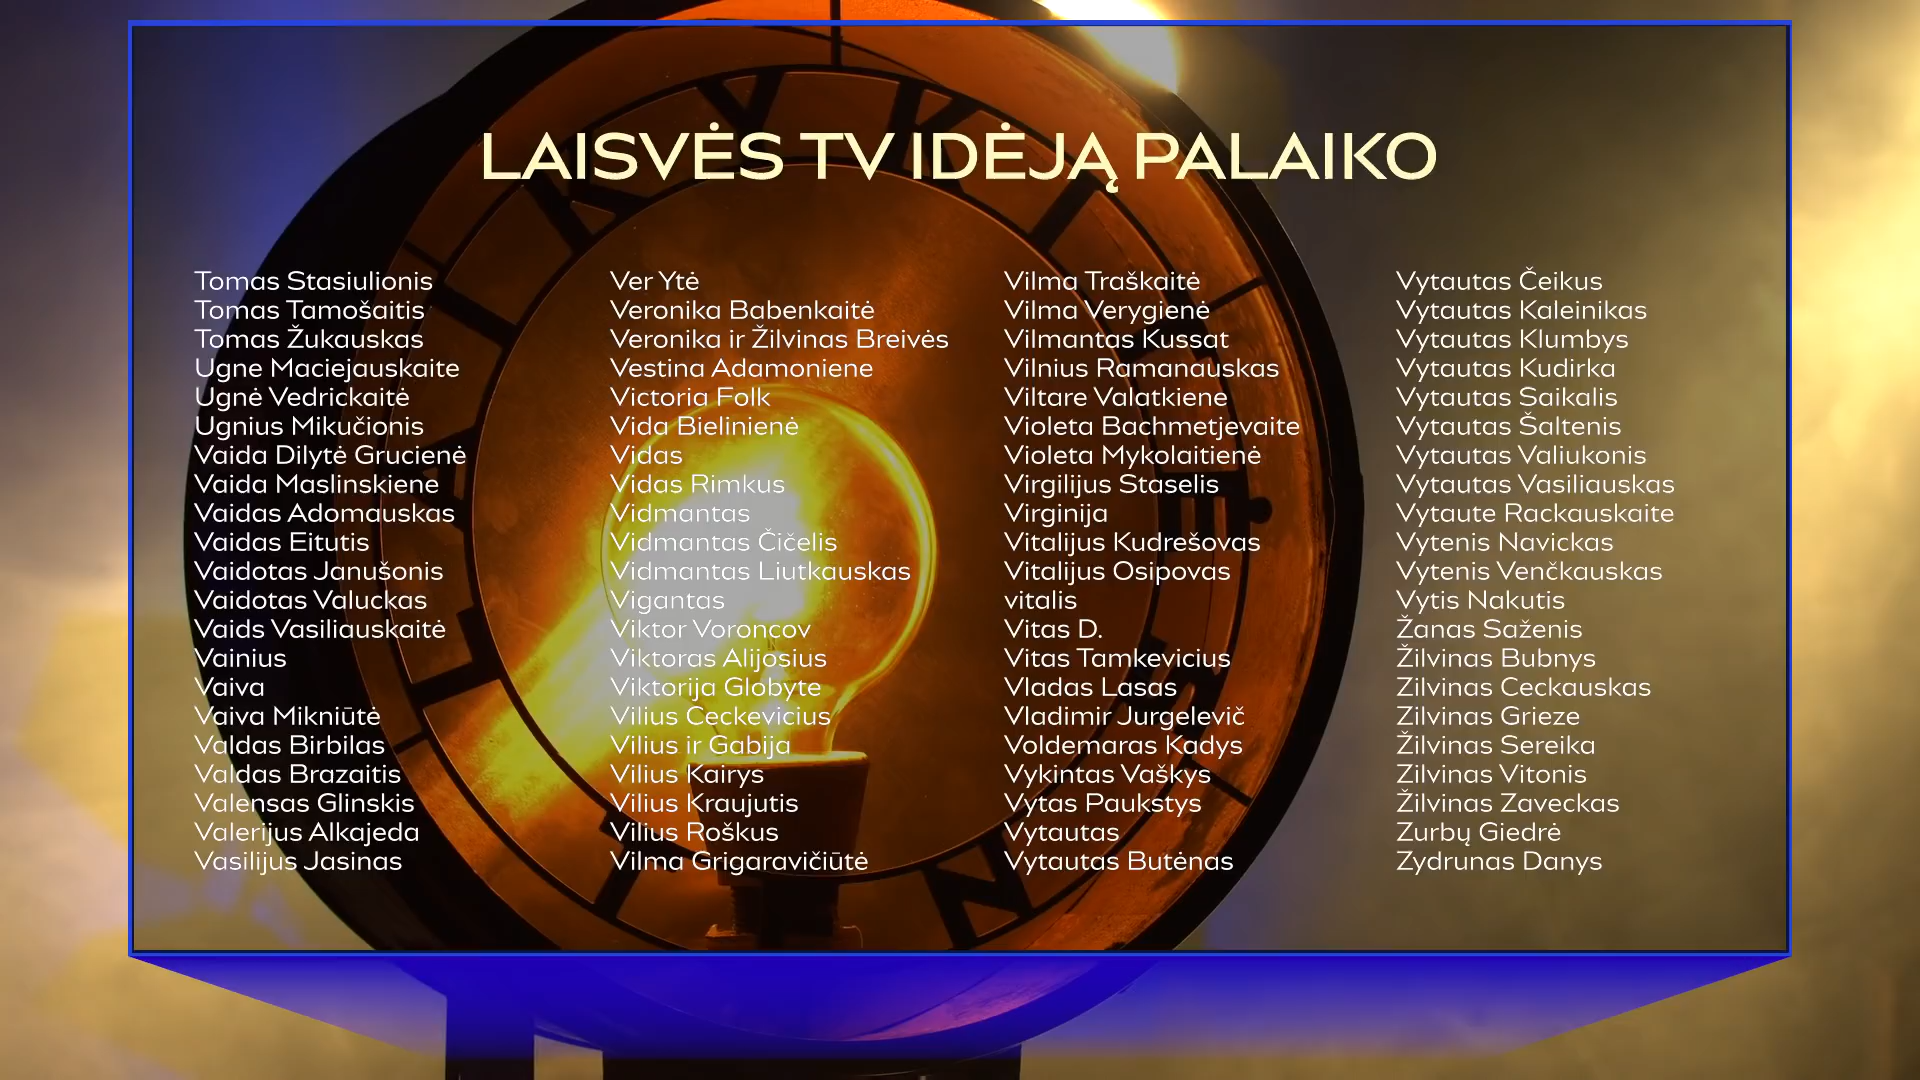 LAISVĖS TV IDĖJĄ PALAIKO
Tomas Stasiulionis
Tomas Tamošaitis
Tomas Žukauskas
Ugne Maciejauskaite
Ugnė Vedrickaitė
Ugnius Mikučionis
Vaida Dilytė Grucienė
Vaida Maslinskiene
Vaidas Adomauskas
Vaidas Eitutis
Vaidotas Janušonis
Vaidotas Valuckas
Vaids Vasiliauskaitė
Vainius
Vaiva
Vaiva Mikniūtė
Valdas Birbilas
Valdas Brazaitis
Valensas Glinskis
Valerijus Alkajeda
Vasilijus Jasinas
Ver Ytė
Veronika Babenkaitė
Veronika ir Žilvinas Breivės
Vestina Adamoniene
Victoria Folk
Vida Bielinienė
Vidas
Vidas Rimkus
Vidmantas
Vidmantas Čičelis
Vidmantas Liutkauskas
Vigantas
Viktor Voroncov
Viktoras Alijosius
Viktorija Globyte
Vilius Ceckevicius
Vilius ir Gabija
Vilius Kairys
Vilius Kraujutis
Vilius Roškus
Vilma Grigaravičiūtė
Vilma Traškaitė
Vilma Verygienė
Vilmantas Kussat
Vilnius Ramanauskas
Viltare Valatkiene
Violeta Bachmetjevaite
Violeta Mykolaitienė
Virgilijus Staselis
Virginija
Vitalijus Kudrešovas
Vitalijus Osipovas
vitalis
Vitas D.
Vitas Tamkevicius
Vladas Lasas
Vladimir Jurgelevič
Voldemaras Kadys
Vykintas Vaškys
Vytas Paukstys
Vytautas
Vytautas Butėnas
Vytautas Čeikus
Vytautas Kaleinikas
Vytautas Klumbys
Vytautas Kudirka
Vytautas Saikalis
Vytautas Šaltenis
Vytautas Valiukonis
Vytautas Vasiliauskas
Vytaute Rackauskaite
Vytenis Navickas
Vytenis Venčkauskas
Vytis Nakutis
Žanas Saženis
Žilvinas Bubnys
Zilvinas Ceckauskas
Zilvinas Grieze
Žilvinas Sereika
Zilvinas Vitonis
Žilvinas Zaveckas
Zurbų Giedrė
Zydrunas Danys